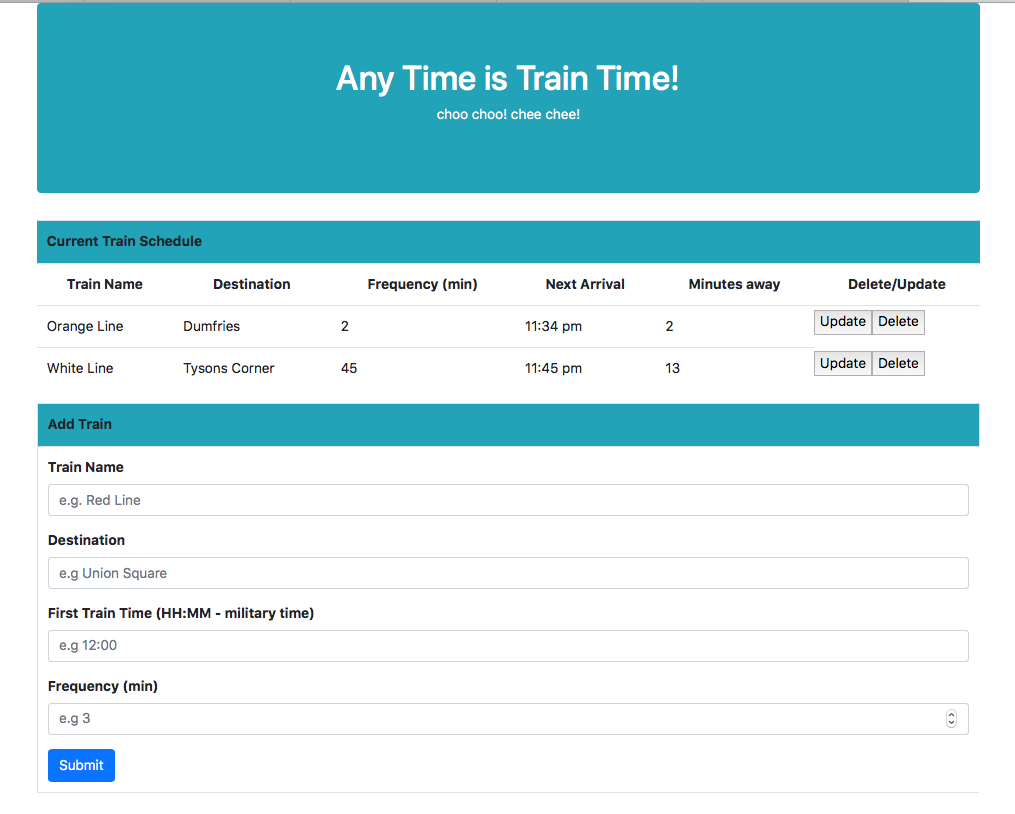 Any Time is Train Time!
choo choo! chee chee!
Current Train Schedule
Train Name Destination Frequency (min) Next Arrival Minutes away Delete/Update
Orange Line Dumfries 2 11:34 pm 2 Update Delete
White Line Tysons Corner 45 11:45 pm 13 Update Delete
Add Train
Train Name
e.g. Red Line
Destination
e.g Union Square
First Train Time (HH:MM - military time)
e.g 12:00
Frequency (min)
e.g 3
Submit